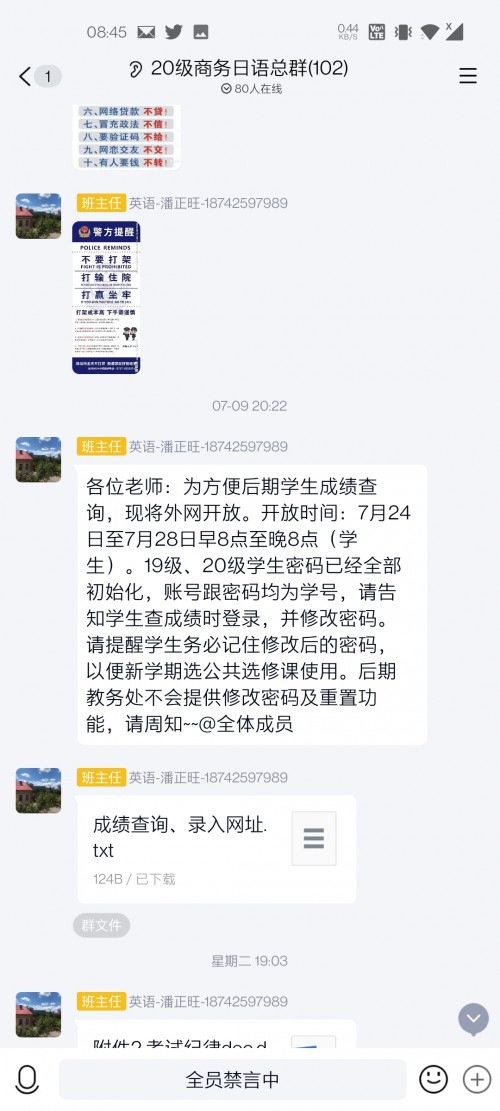 08:45
0.44
KB/S
Vo))
LTE
x
1
20级商务日语总群(102)
80人在线
六、网络贷款 不贷!
七、冒充政法 不信!
八、要验证码 不给!
九、网恋交友 不交!
十、有人要钱 不转!
班主任 英语-潘正旺-18742597989
警方提醒
POLICE REMINDS
不要打架
FIGHT IS PROHIBITED
打输住院
打赢坐牢
打架成本高 下手需谨慎
07-09 20:22
班主任 英语-潘正旺-18742597989
各位老师：为方便后期学生成绩查
询，现将外网开放。开放时间：7月24
日至7月28日早8点至晚8点（学
生）。19级、20级学生密码已经全部
初始化，账号跟密码均为学号，请告
知学生查成绩时登录，并修改密码。
请提醒学生务必记住修改后的密码，
以便新学期选公共选修课使用。后期
教务处不会提供修改密码及重置功
能，请周知~~@全体成员
班主任 英语-潘正旺-18742597989
成绩查询、录入网址.
txt
124B / 已下载
群文件
星期二 19:03
班主任 英语-潘正旺-18742597989
附件2 考试纪律doc.d
全员禁言中